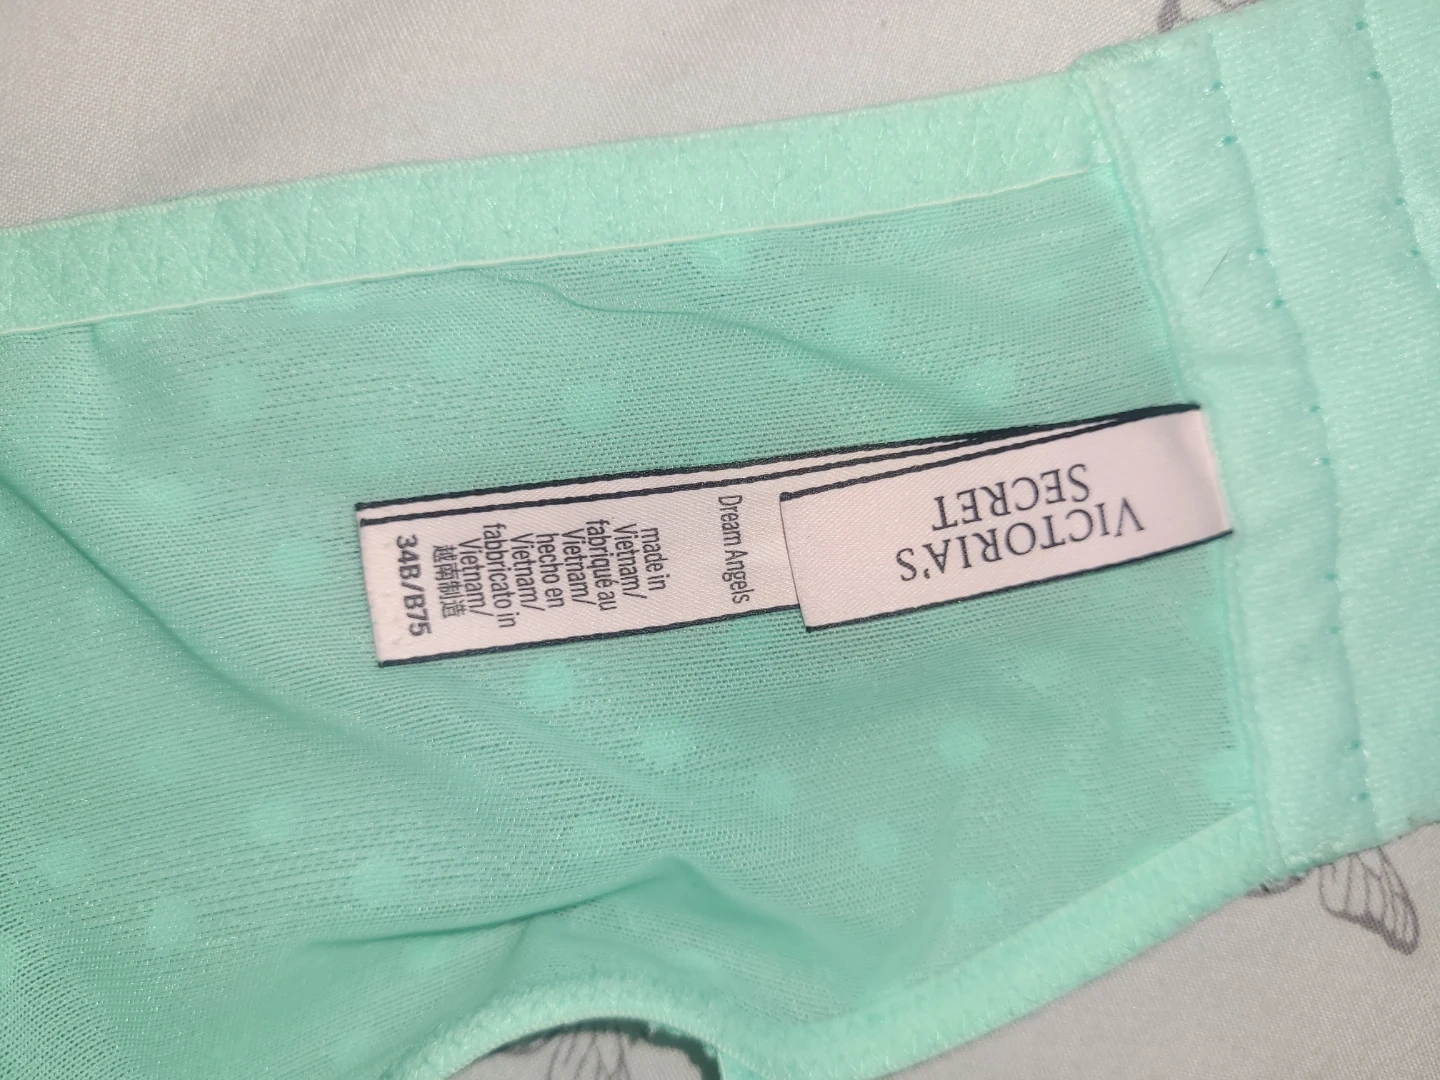 VICTORIA'S
SECRET
Dream Angels
made in
Vietnam/
fabriqué au
Vietnam/
hecho en
Vietnam/
fabricato in
Vietnam/
越南制造
34B/B75